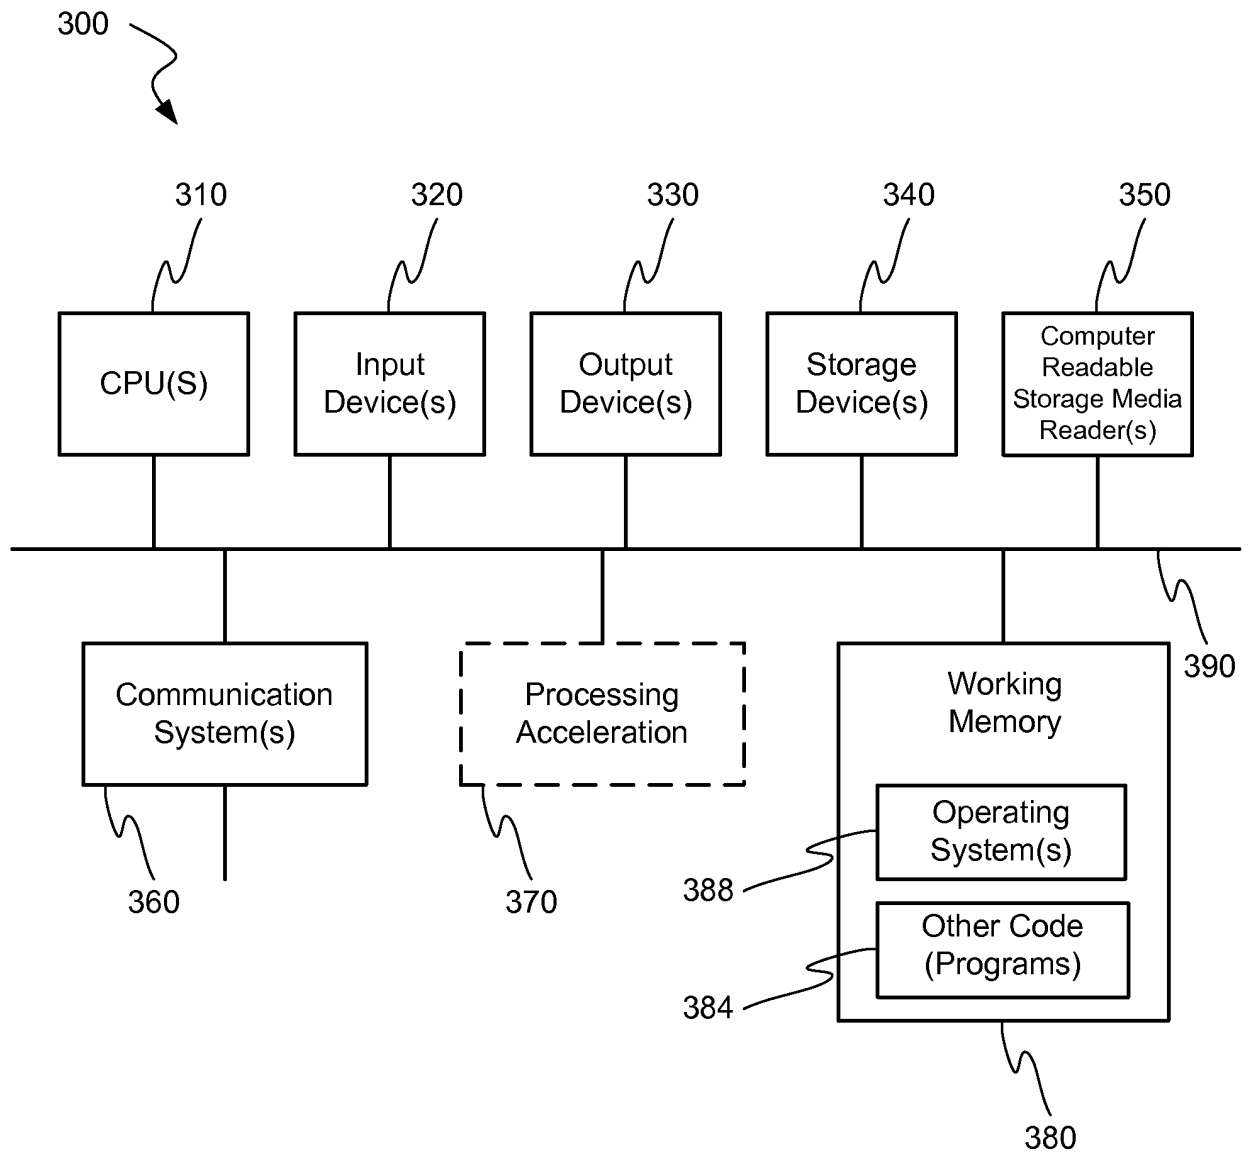 300
310
320
330
340
350
CPU(S)
Input
Device(s)
Output
Device(s)
Storage
Device(s)
Computer
Readable
Storage Media
Reader(s)
390
Communication
System(s)
Processing
Acceleration
Working
Memory
Operating
System(s)
Other Code
(Programs)
360
370
388
384
380